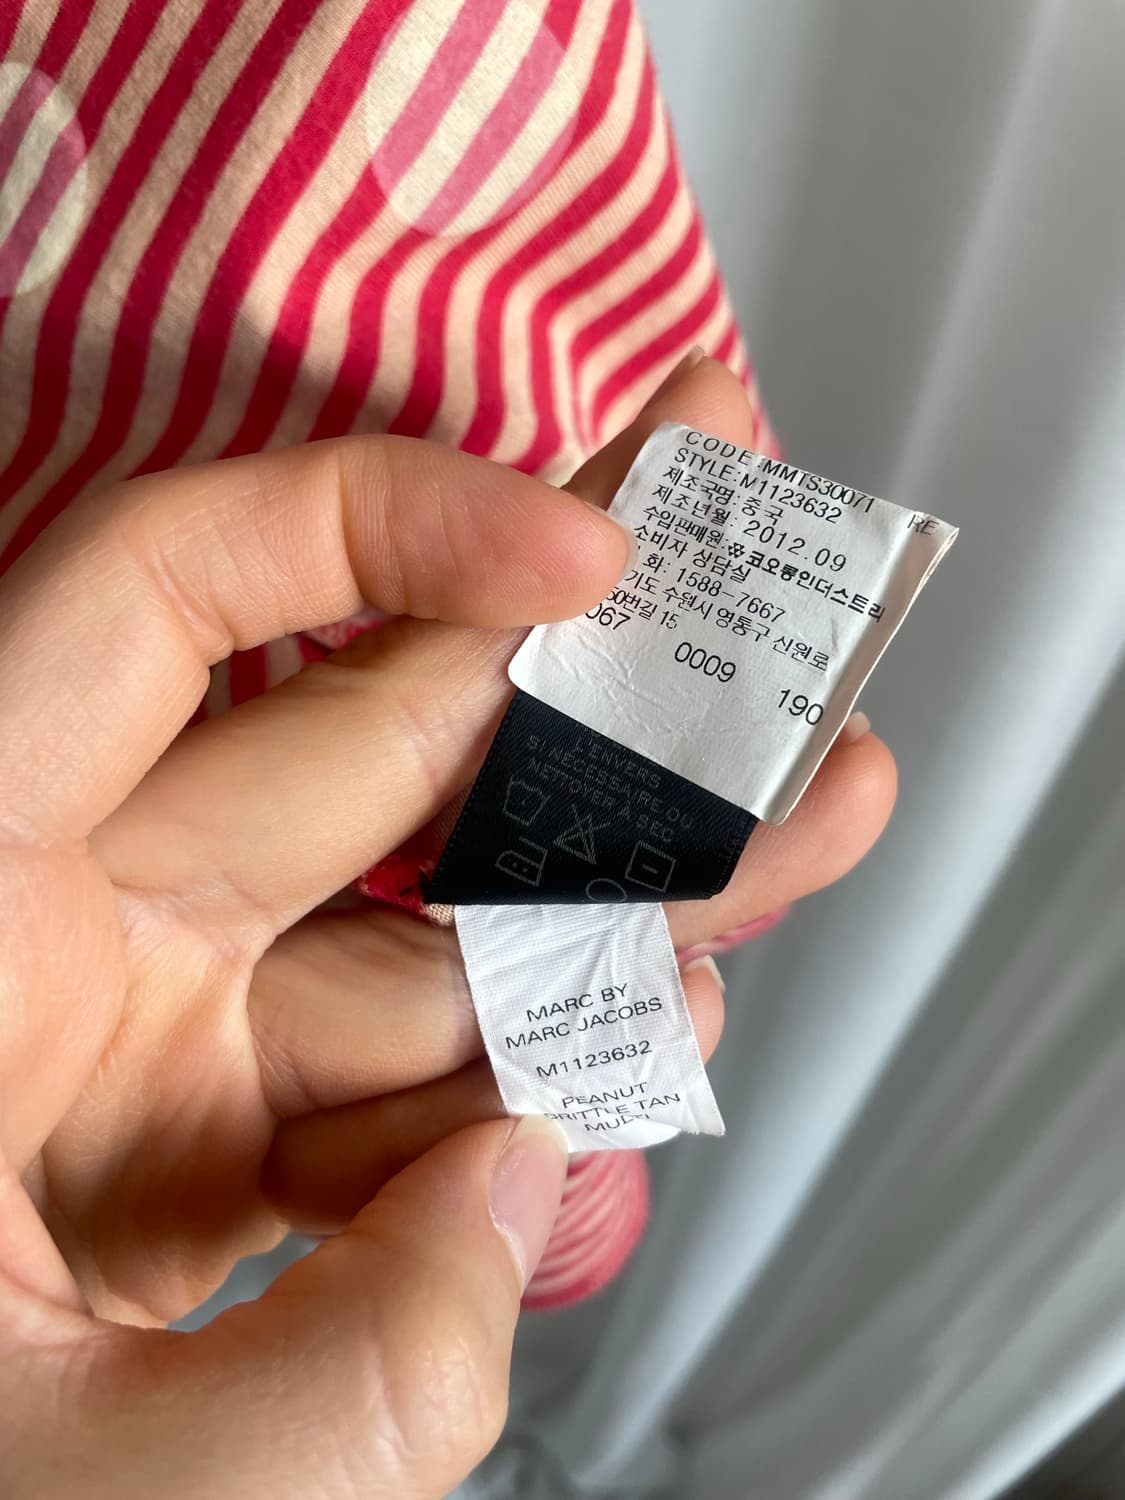 CODE:MMTS30071 RE
STYLE:M1123632
제조국명: 중국
제조년월: 2012.09
수입판매원: 코오롱인더스트리
소비자 상담실
화: 1588-7667
기도 수원시 영통구 신원로
50번길 15
067 0009 190
L'ENVERS
SI NECESSAIRE.OU
NETTOYER À SEC
MARC BY
MARC JACOBS
M1123632
PEANUT
BRITTLE TAN
MULTI